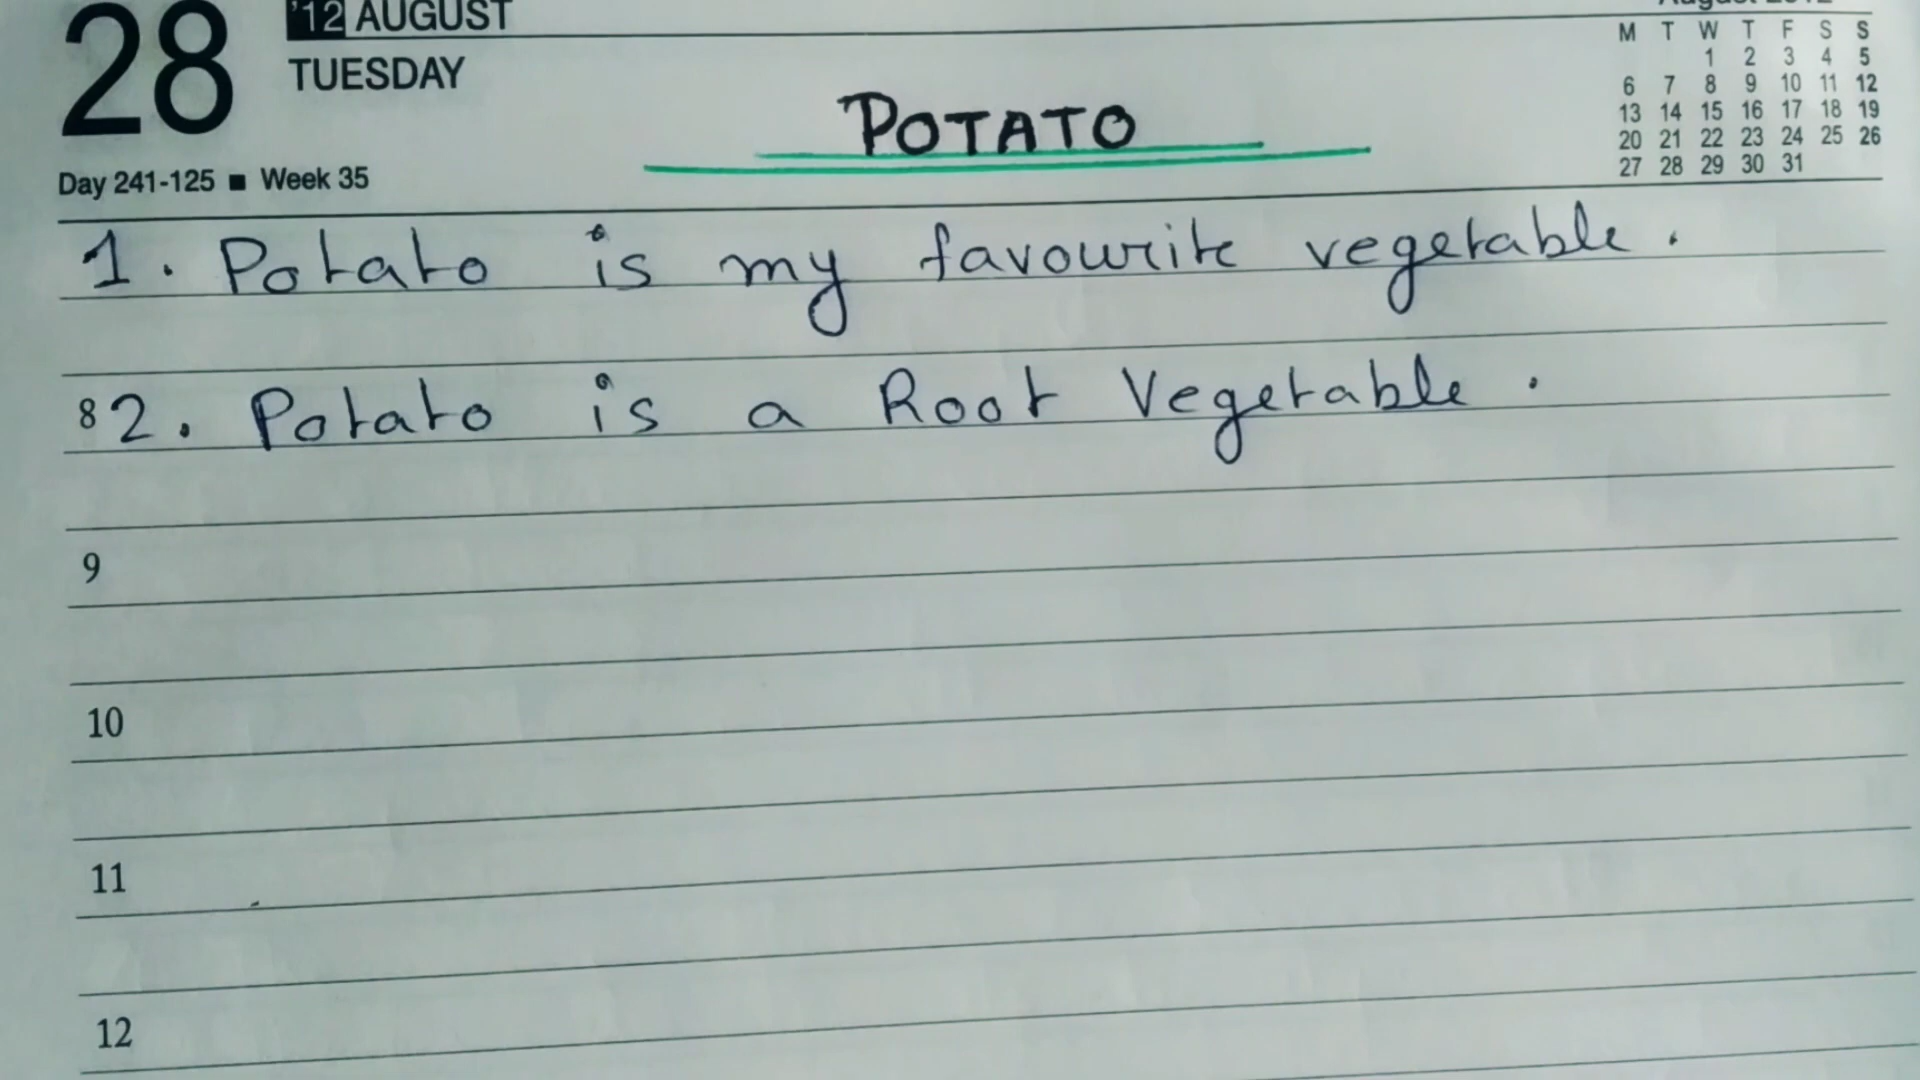 28 '12 AUGUST
TUESDAY
Day 241-125 ■ Week 35
August 2012
M T W T F S S
1 2 3 4 5
6 7 8 9 10 11 12
13 14 15 16 17 18 19
20 21 22 23 24 25 26
27 28 29 30 31
POTATO
1. Potato is my favourite vegetable.
8
2. Potato is a Root Vegetable.
9
10
11
12